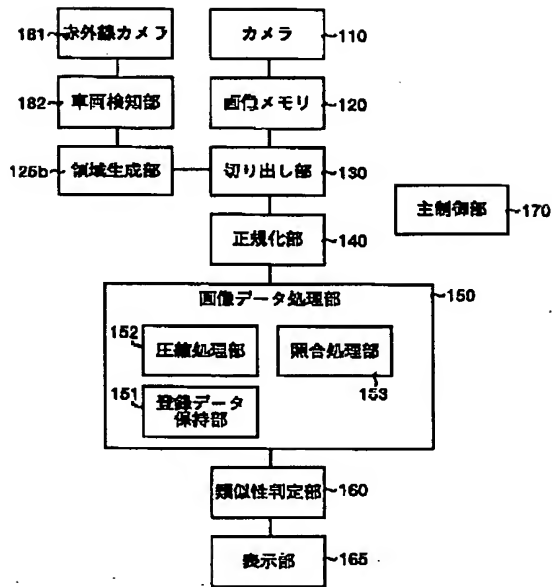 181
赤外線カメラ
カメラ
110
182
車両検知部
画像メモリ
120
125b
領域生成部
切り出し部
130
主制御部
170
正規化部
140
画像データ処理部
150
152
圧縮処理部
照合処理部
153
151
登録データ
保持部
類似性判定部
160
表示部
165